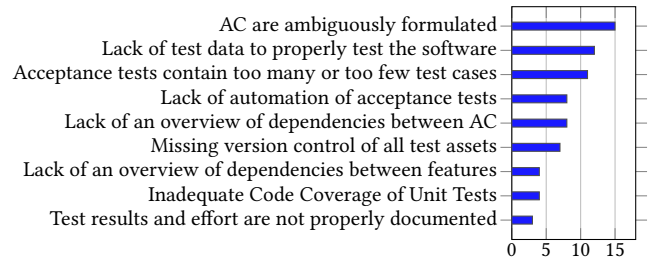 AC are ambiguously formulated
Lack of test data to properly test the software
Acceptance tests contain too many or too few test cases
Lack of automation of acceptance tests
Lack of an overview of dependencies between AC
Missing version control of all test assets
Lack of an overview of dependencies between features
Inadequate Code Coverage of Unit Tests
Test results and effort are not properly documented
0 5 10 15